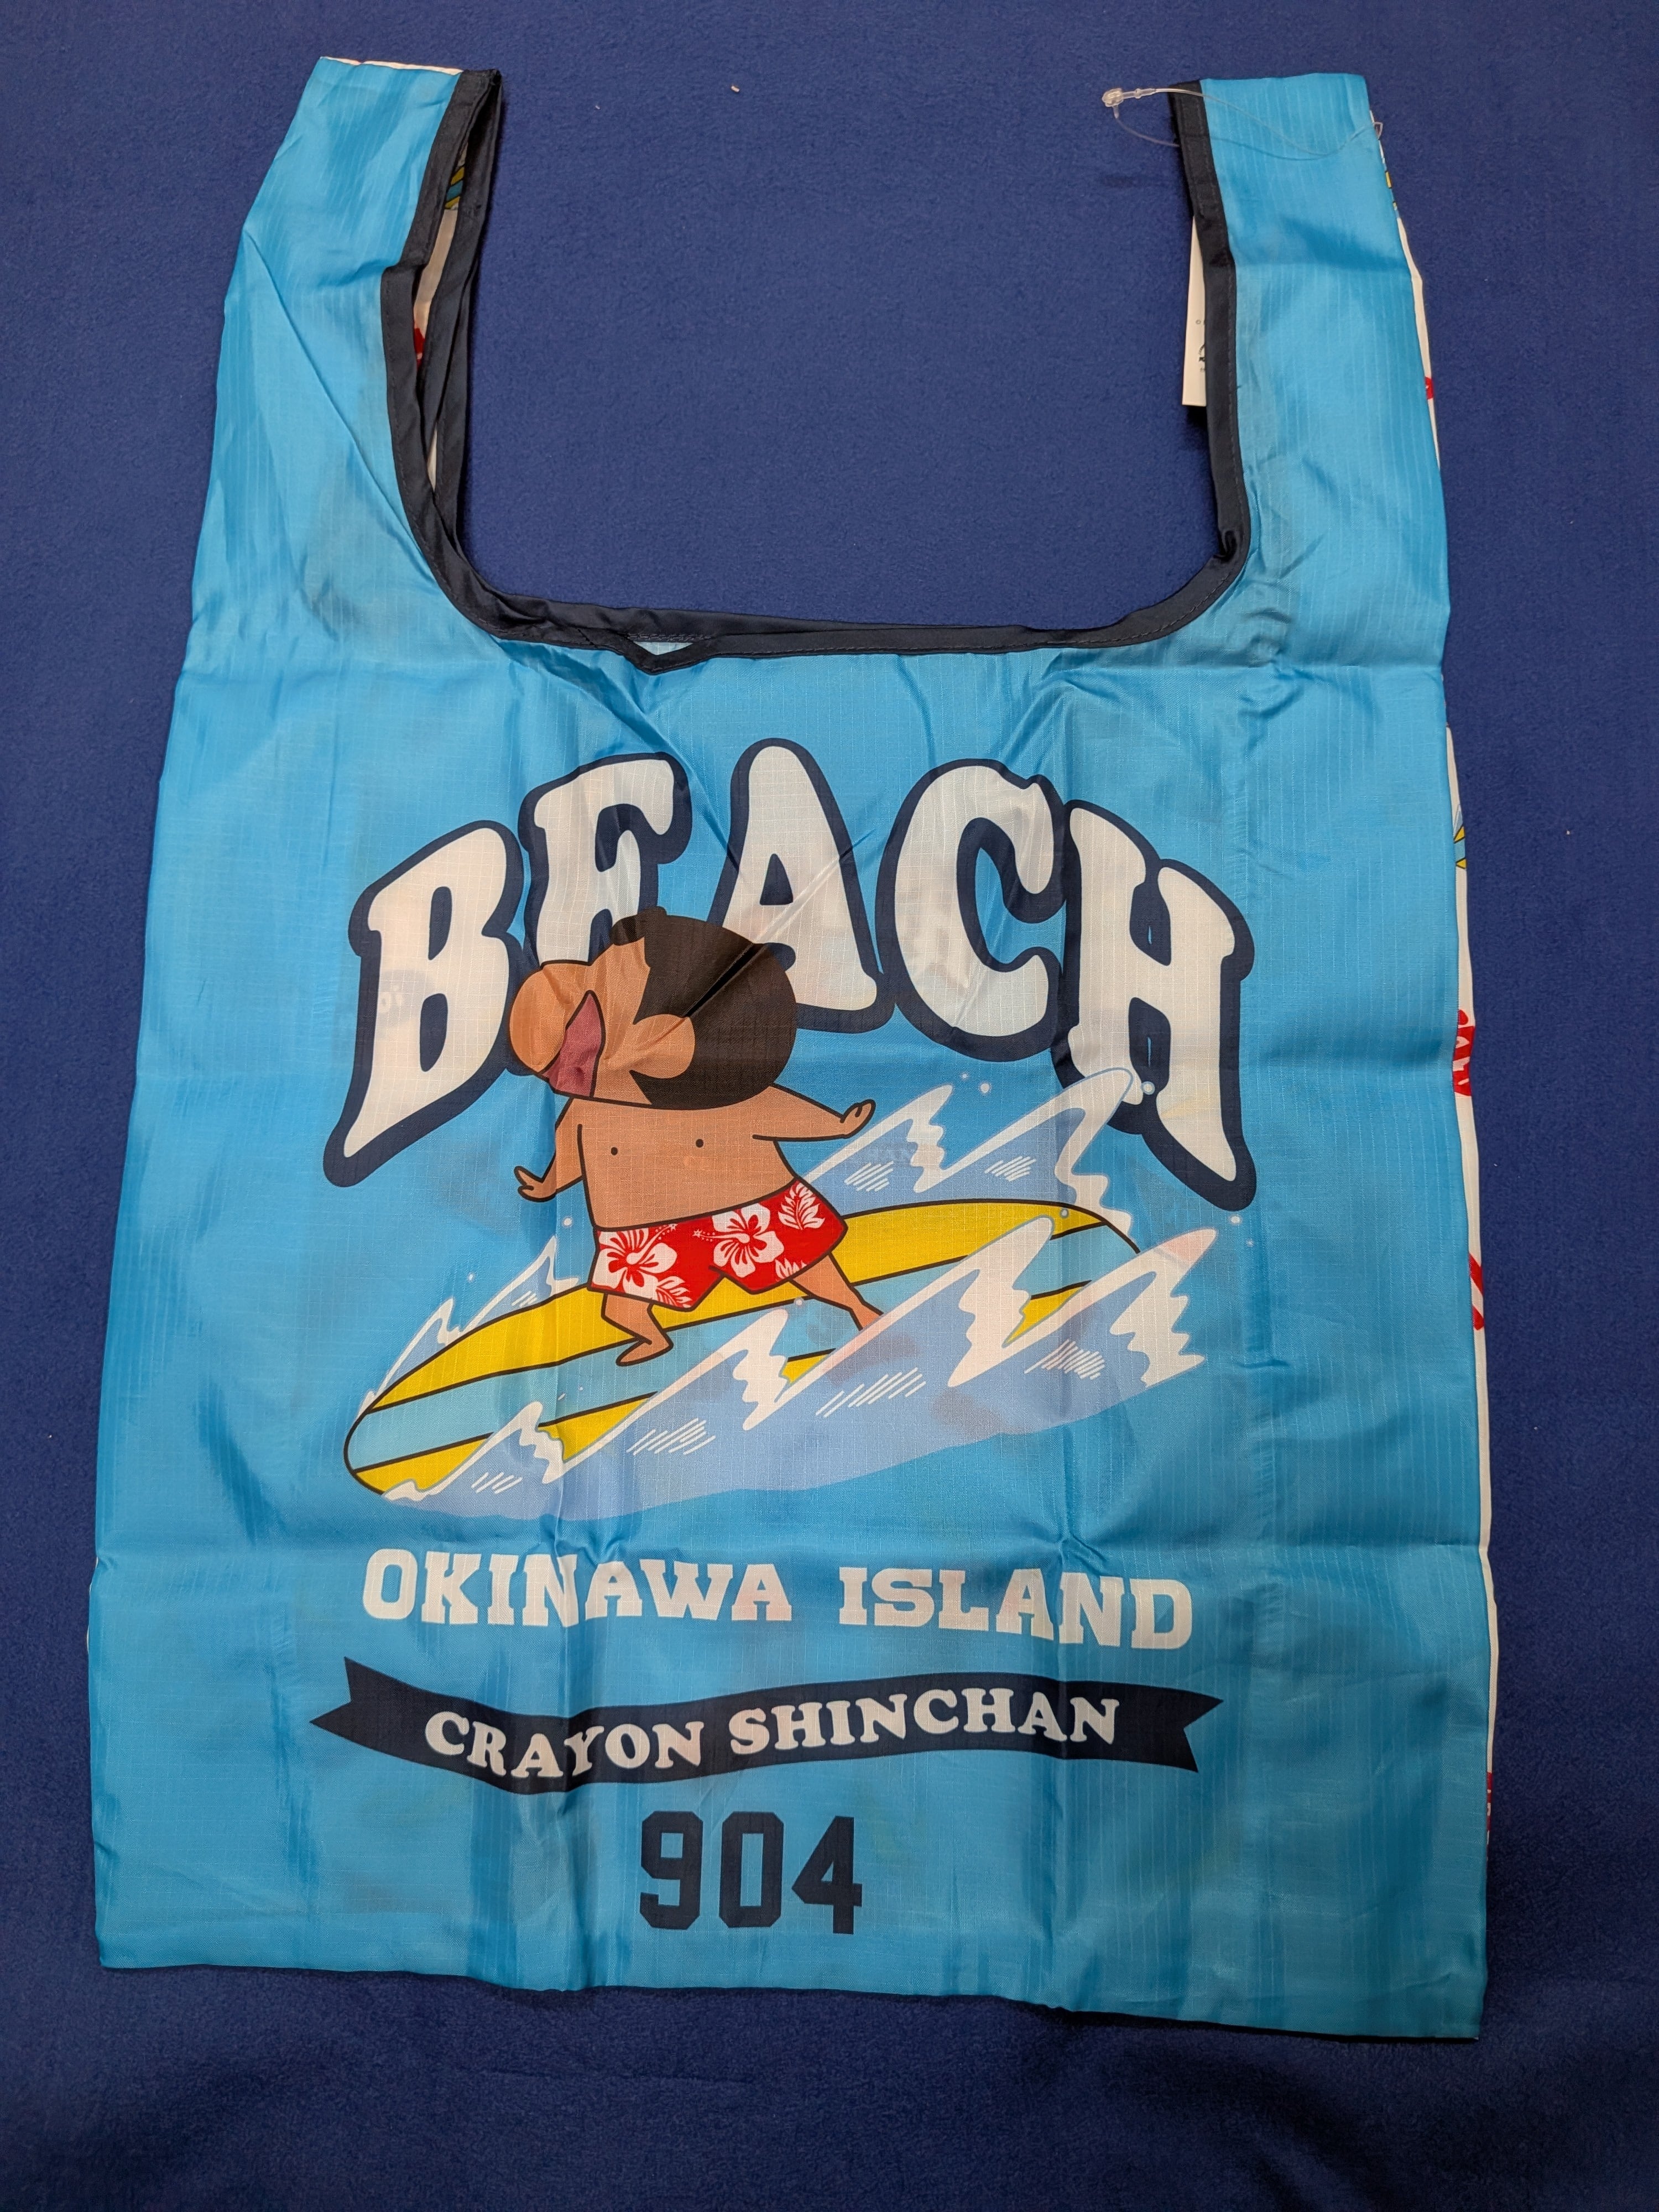 BEACH
OKINAWA ISLAND
CRAYON SHINCHAN
904